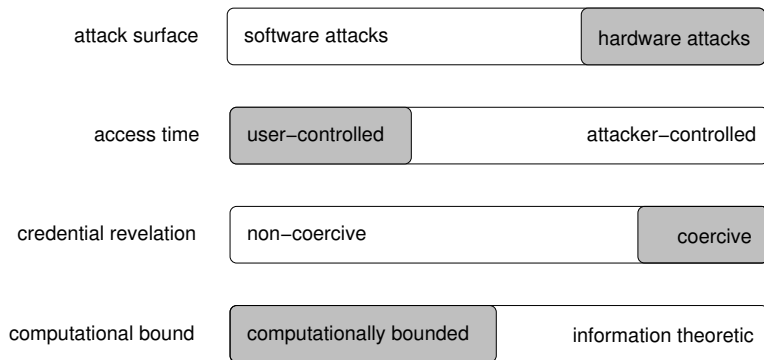 attack surface software attacks hardware attacks
access time user−controlled attacker−controlled
credential revelation non−coercive coercive
computational bound computationally bounded information theoretic